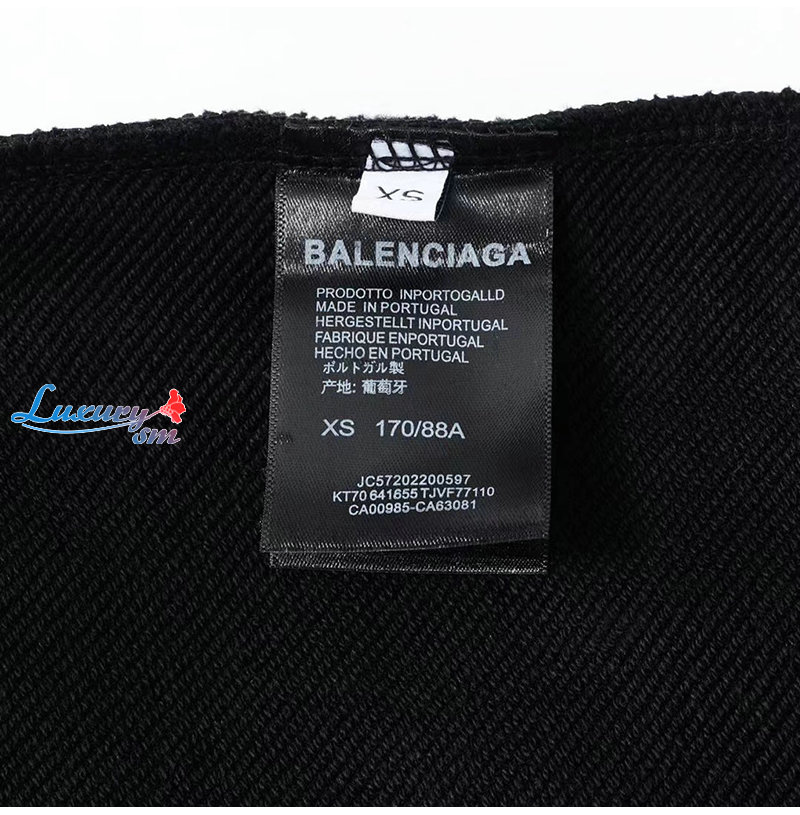 XS
BALENCIAGA
PRODOTTO INPORTOGALLD
MADE IN PORTUGAL
HERGESTELLT INPORTUGAL
FABRIQUE ENPORTUGAL
HECHO EN PORTUGAL
ポルトガル製
产地: 葡萄牙
XS 170/88A
JC57202200597
KT70 641655 TJVF77110
CA00985-CA63081
Luxury
sm